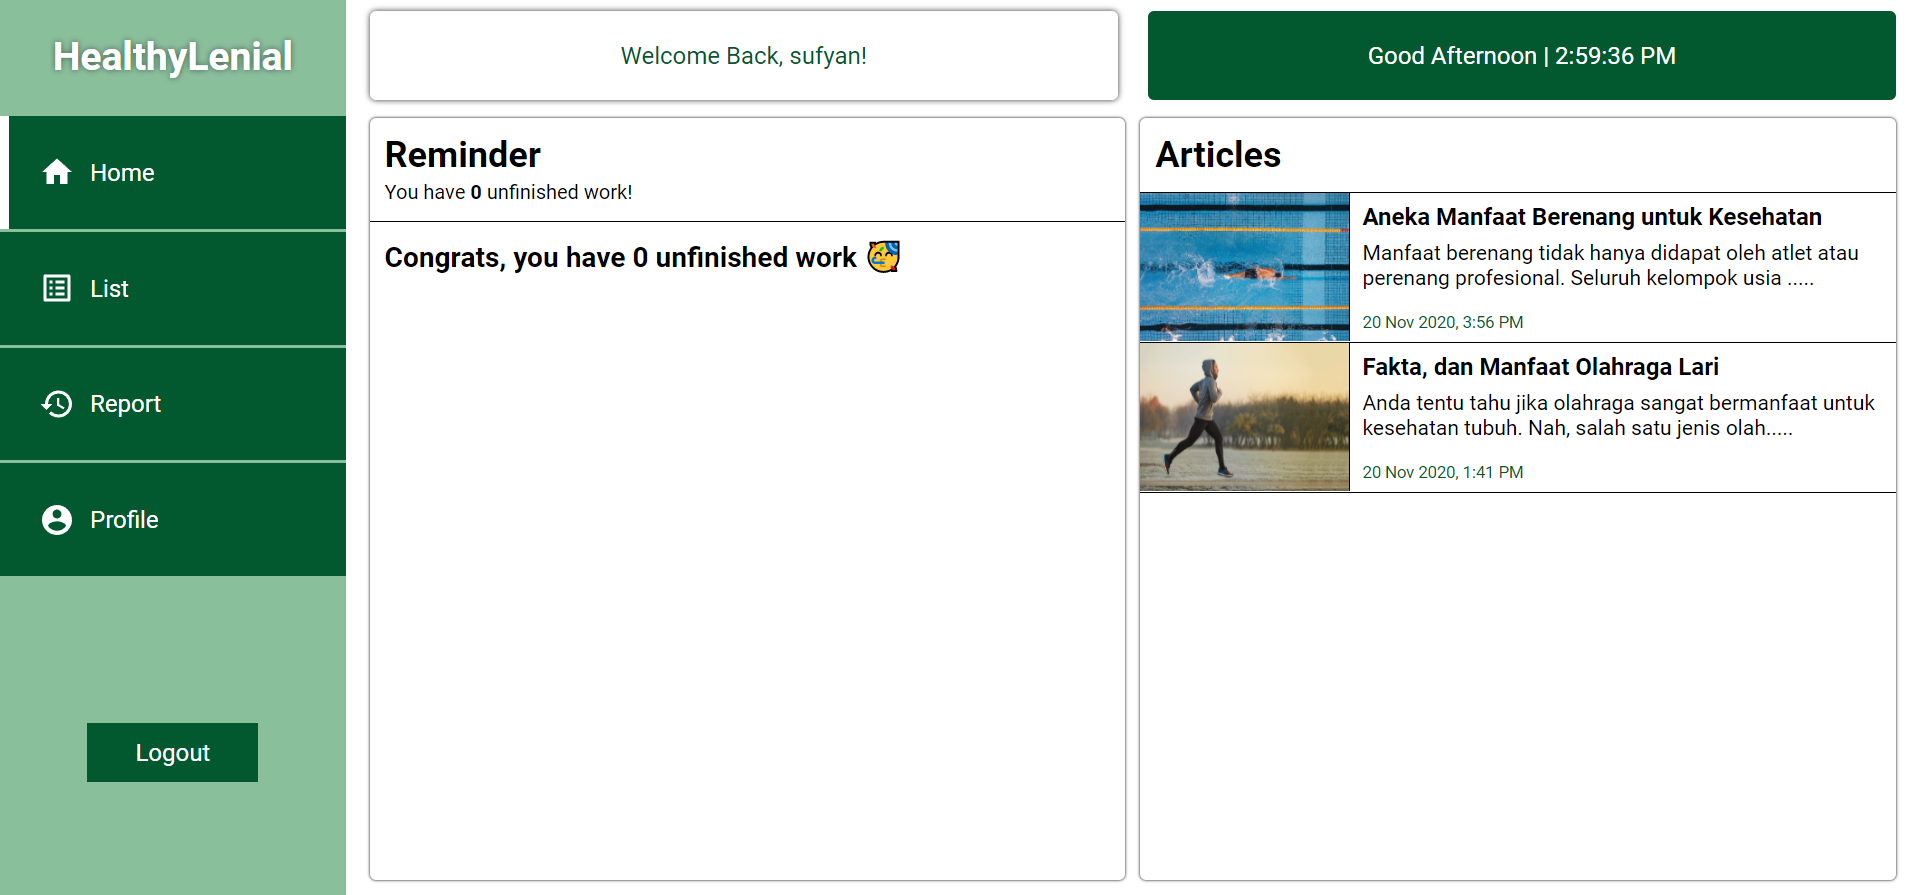 HealthyLenial
Home
List
Report
Profile
Logout
Welcome Back, sufyan!
Good Afternoon | 2:59:36 PM
Reminder
You have 0 unfinished work!
Congrats, you have 0 unfinished work 🥳
Articles
Aneka Manfaat Berenang untuk Kesehatan
Manfaat berenang tidak hanya didapat oleh atlet atau
perenang profesional. Seluruh kelompok usia .....
20 Nov 2020, 3:56 PM
Fakta, dan Manfaat Olahraga Lari
Anda tentu tahu jika olahraga sangat bermanfaat untuk
kesehatan tubuh. Nah, salah satu jenis olah.....
20 Nov 2020, 1:41 PM